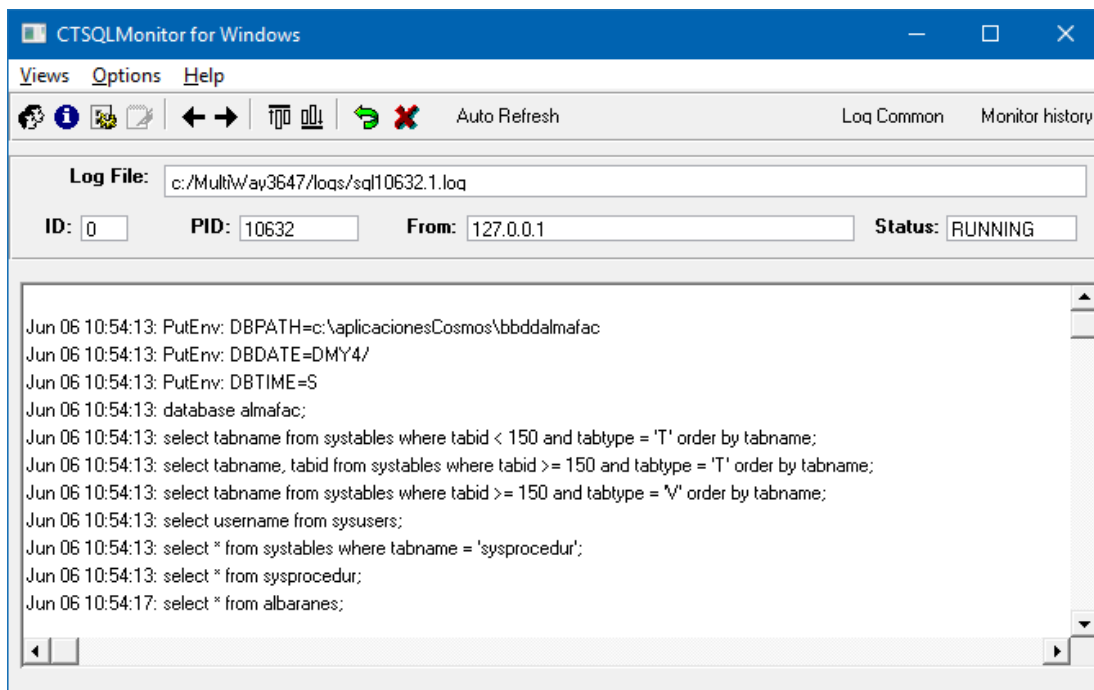 CTSQLMonitor for Windows
Views Options Help
Auto Refresh Log Common Monitor history
Log File: c:/MultiWay3647/logs/sql10632.1.log
ID: 0 PID: 10632 From: 127.0.0.1 Status: RUNNING
Jun 06 10:54:13: PutEnv: DBPATH=c:\aplicacionesCosmos\bbddalmafac
Jun 06 10:54:13: PutEnv: DBDATE=DMY4/
Jun 06 10:54:13: PutEnv: DBTIME=S
Jun 06 10:54:13: database almafac;
Jun 06 10:54:13: select tabname from systables where tabid < 150 and tabtype = 'T' order by tabname;
Jun 06 10:54:13: select tabname, tabid from systables where tabid >= 150 and tabtype = 'T' order by tabname;
Jun 06 10:54:13: select tabname from systables where tabid >= 150 and tabtype = 'V' order by tabname;
Jun 06 10:54:13: select username from sysusers;
Jun 06 10:54:13: select * from systables where tabname = 'sysprocedur';
Jun 06 10:54:13: select * from sysprocedur;
Jun 06 10:54:17: select * from albaranes;